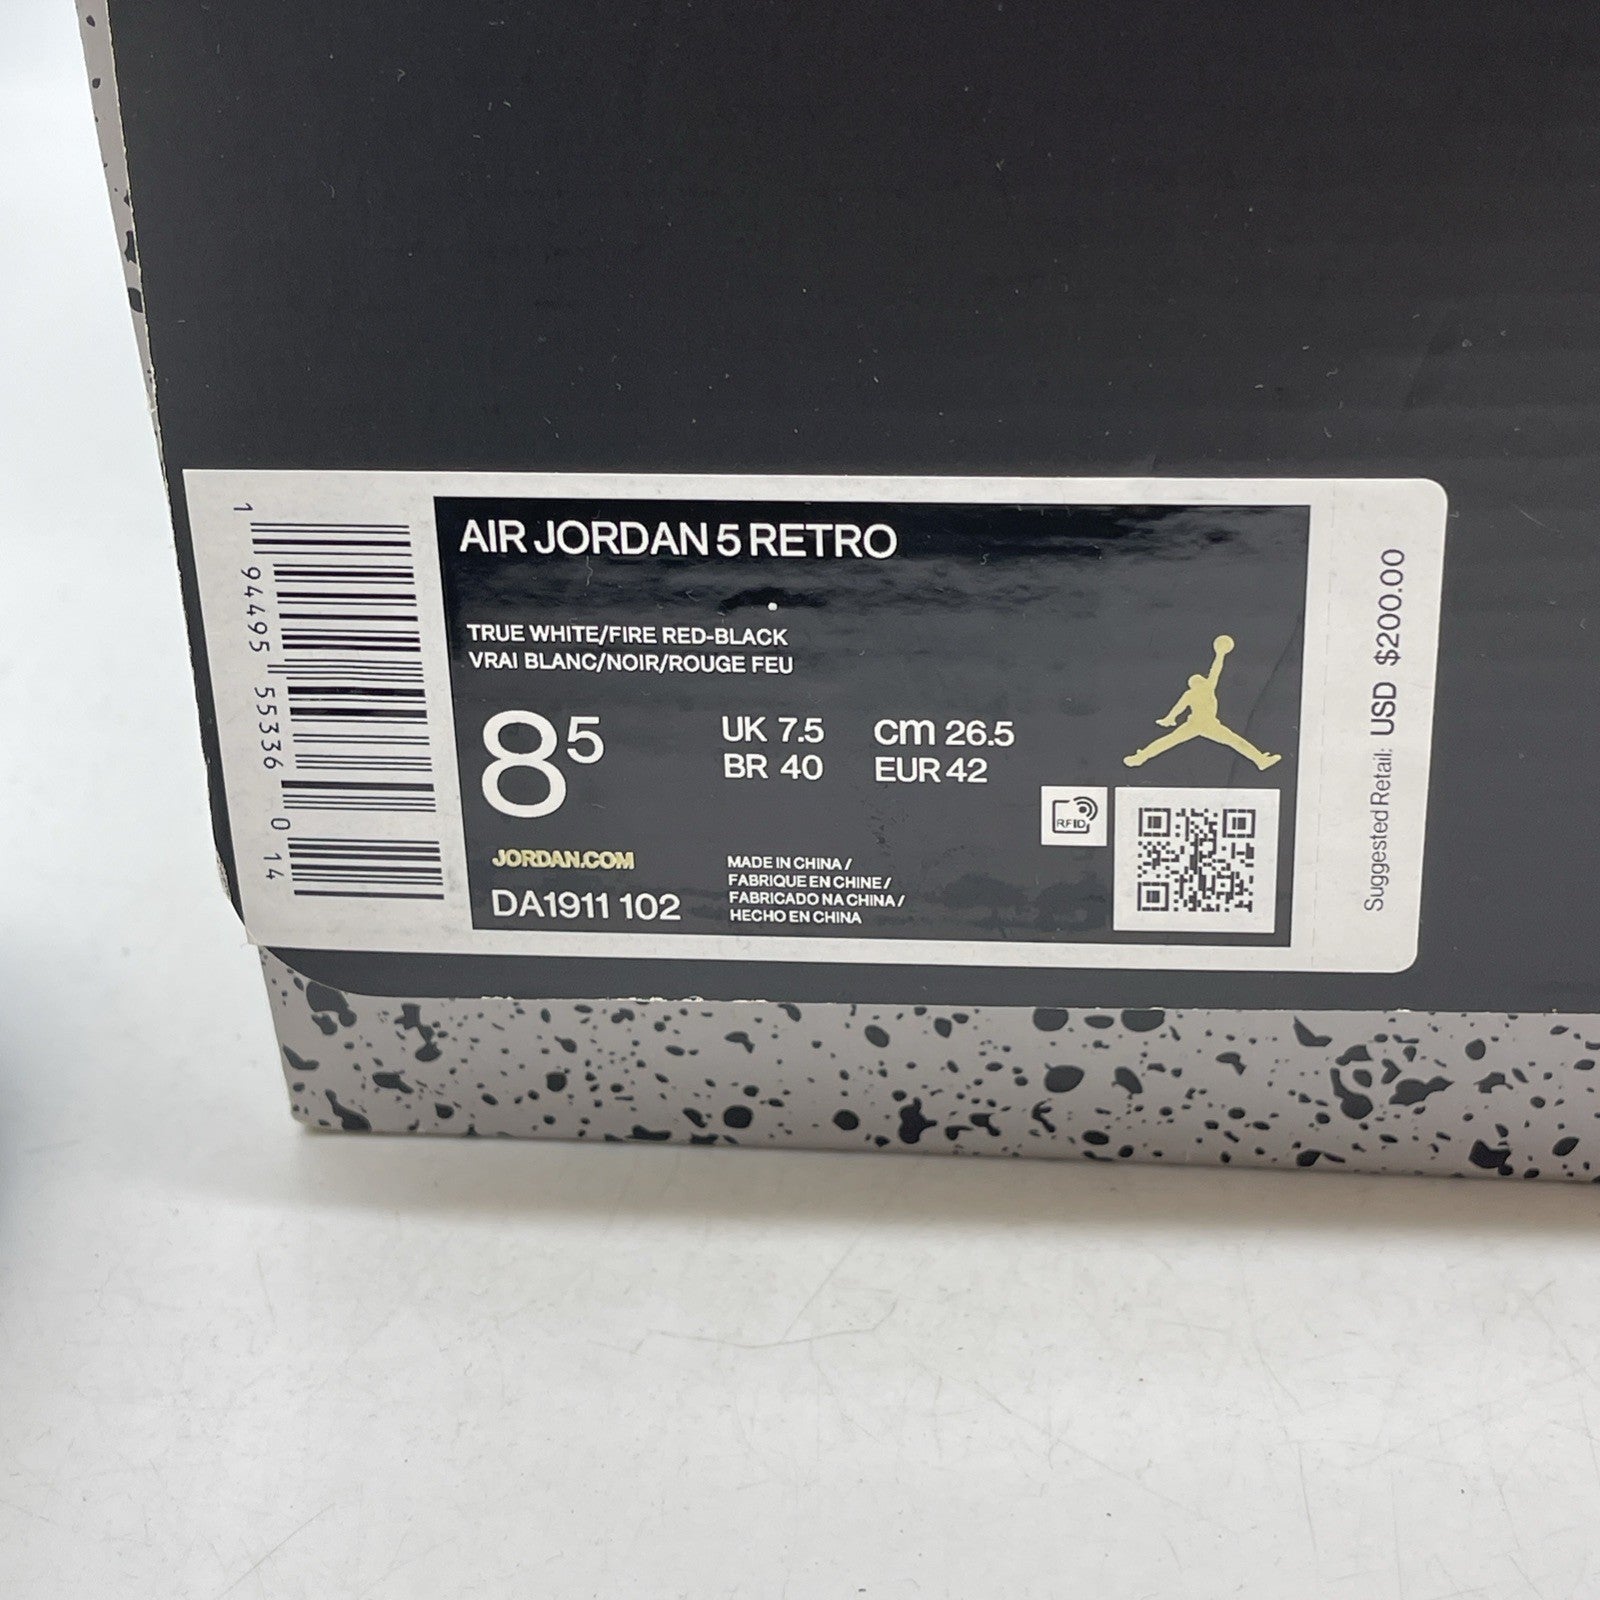 AIR JORDAN 5 RETRO
TRUE WHITE/FIRE RED-BLACK
VRAI BLANC/NOIR/ROUGE FEU
8 5
UK 7.5 cm 26.5
BR 40 EUR 42
RFID
JORDAN.COM
DA1911 102
MADE IN CHINA /
FABRIQUE EN CHINE /
FABRICADO NA CHINA /
HECHO EN CHINA
1 94495 55336 0 14
Suggested Retail: USD $200.00